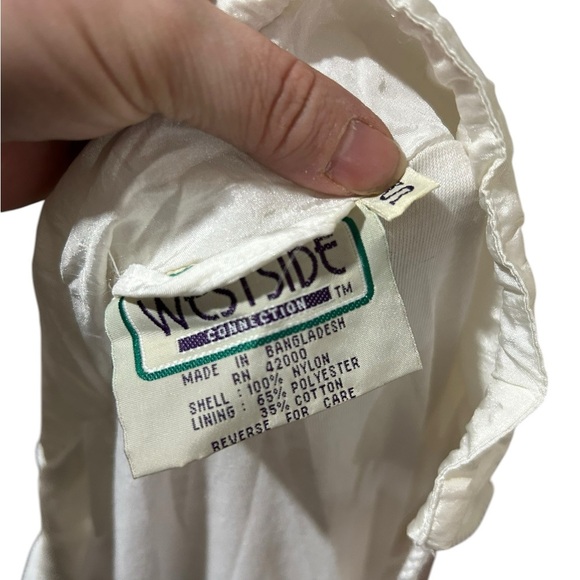 S
WESTSIDE
CONNECTION TM
MADE IN BANGLADESH
RN 42000
SHELL : 100% NYLON
LINING : 65% POLYESTER
35% COTTON
REVERSE FOR CARE